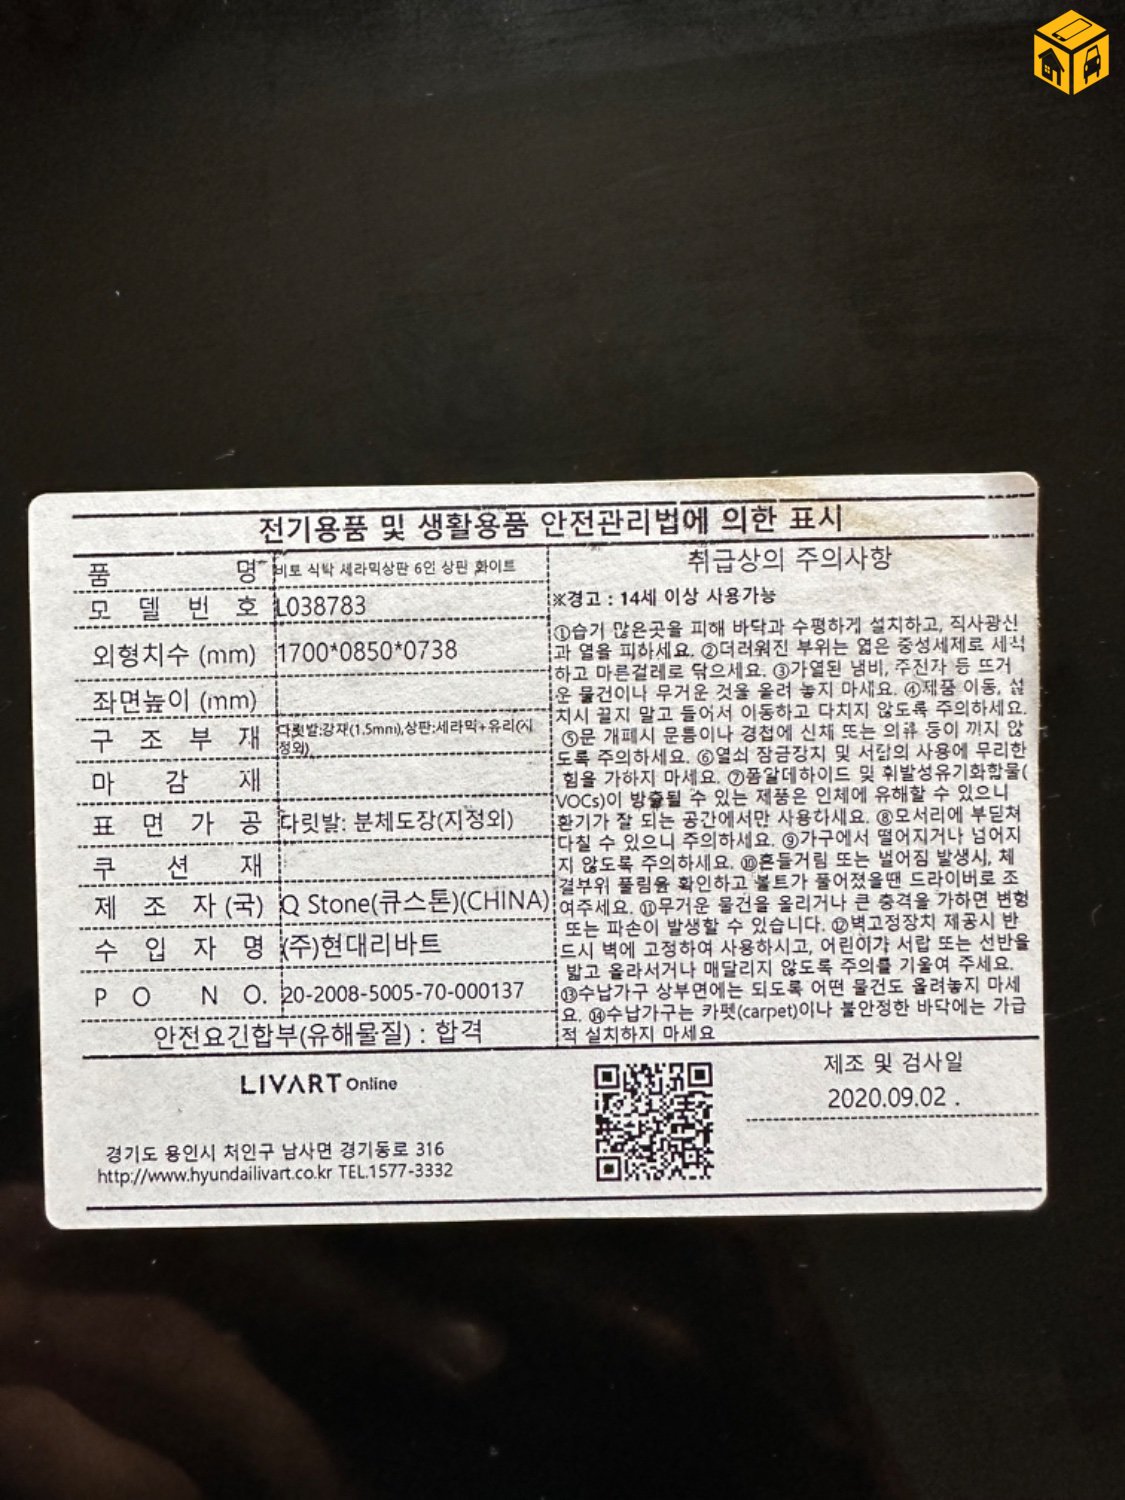 전기용품 및 생활용품 안전관리법에 의한 표시
품 명 비토 식탁 세라믹상판 6인 상판 화이트
모 델 번 호 L038783
외형치수 (mm) 1700*0850*0738
좌면높이 (mm)
구 조 부 재 다릿발:강재(1.5mm),상판:세라믹+유리(지
정외)
마 감 재
표 면 가 공 다릿발: 분체도장(지정외)
쿠 션 재
제 조 자 (국) Q Stone(큐스톤)(CHINA)
수 입 자 명 (주)현대리바트
P O N O. 20-2008-5005-70-000137
안전요긴합부(유해물질) : 합격
취급상의 주의사항
※경고 : 14세 이상 사용가능
①습기 많은곳을 피해 바닥과 수평하게 설치하고, 직사광선
과 열을 피하세요. ②더러워진 부위는 엷은 중성세제로 세척
하고 마른걸레로 닦으세요. ③가열된 냄비, 주전자 등 뜨거
운 물건이나 무거운 것을 올려 놓지 마세요. ④제품 이동, 설
치시 끌지 말고 들어서 이동하고 다치지 않도록 주의하세요.
⑤문 개폐시 문틈이나 경첩에 신체 또는 의류 등이 끼지 않
도록 주의하세요. ⑥열쇠 잠금장치 및 서랍의 사용에 무리한
힘을 가하지 마세요. ⑦폼알데하이드 및 휘발성유기화합물(
VOCs)이 방출될 수 있는 제품은 인체에 유해할 수 있으니
환기가 잘 되는 공간에서만 사용하세요. ⑧모서리에 부딪쳐
다칠 수 있으니 주의하세요. ⑨가구에서 떨어지거나 넘어지
지 않도록 주의하세요. ⑩흔들거림 또는 벌어짐 발생시, 체
결부위 풀림을 확인하고 볼트가 풀어졌을땐 드라이버로 조
여주세요. ⑪무거운 물건을 올리거나 큰 충격을 가하면 변형
또는 파손이 발생할 수 있습니다. ⑫벽고정장치 제공시 반
드시 벽에 고정하여 사용하시고, 어린이가 서랍 또는 선반을
밟고 올라서거나 매달리지 않도록 주의를 기울여 주세요.
⑬수납가구 상부면에는 되도록 어떤 물건도 올려놓지 마세
요. ⑭수납가구는 카펫(carpet)이나 불안정한 바닥에는 가급
적 설치하지 마세요
LIVART Online
경기도 용인시 처인구 남사면 경기동로 316
http://www.hyundailivart.co.kr TEL.1577-3332
제조 및 검사일
2020.09.02 .